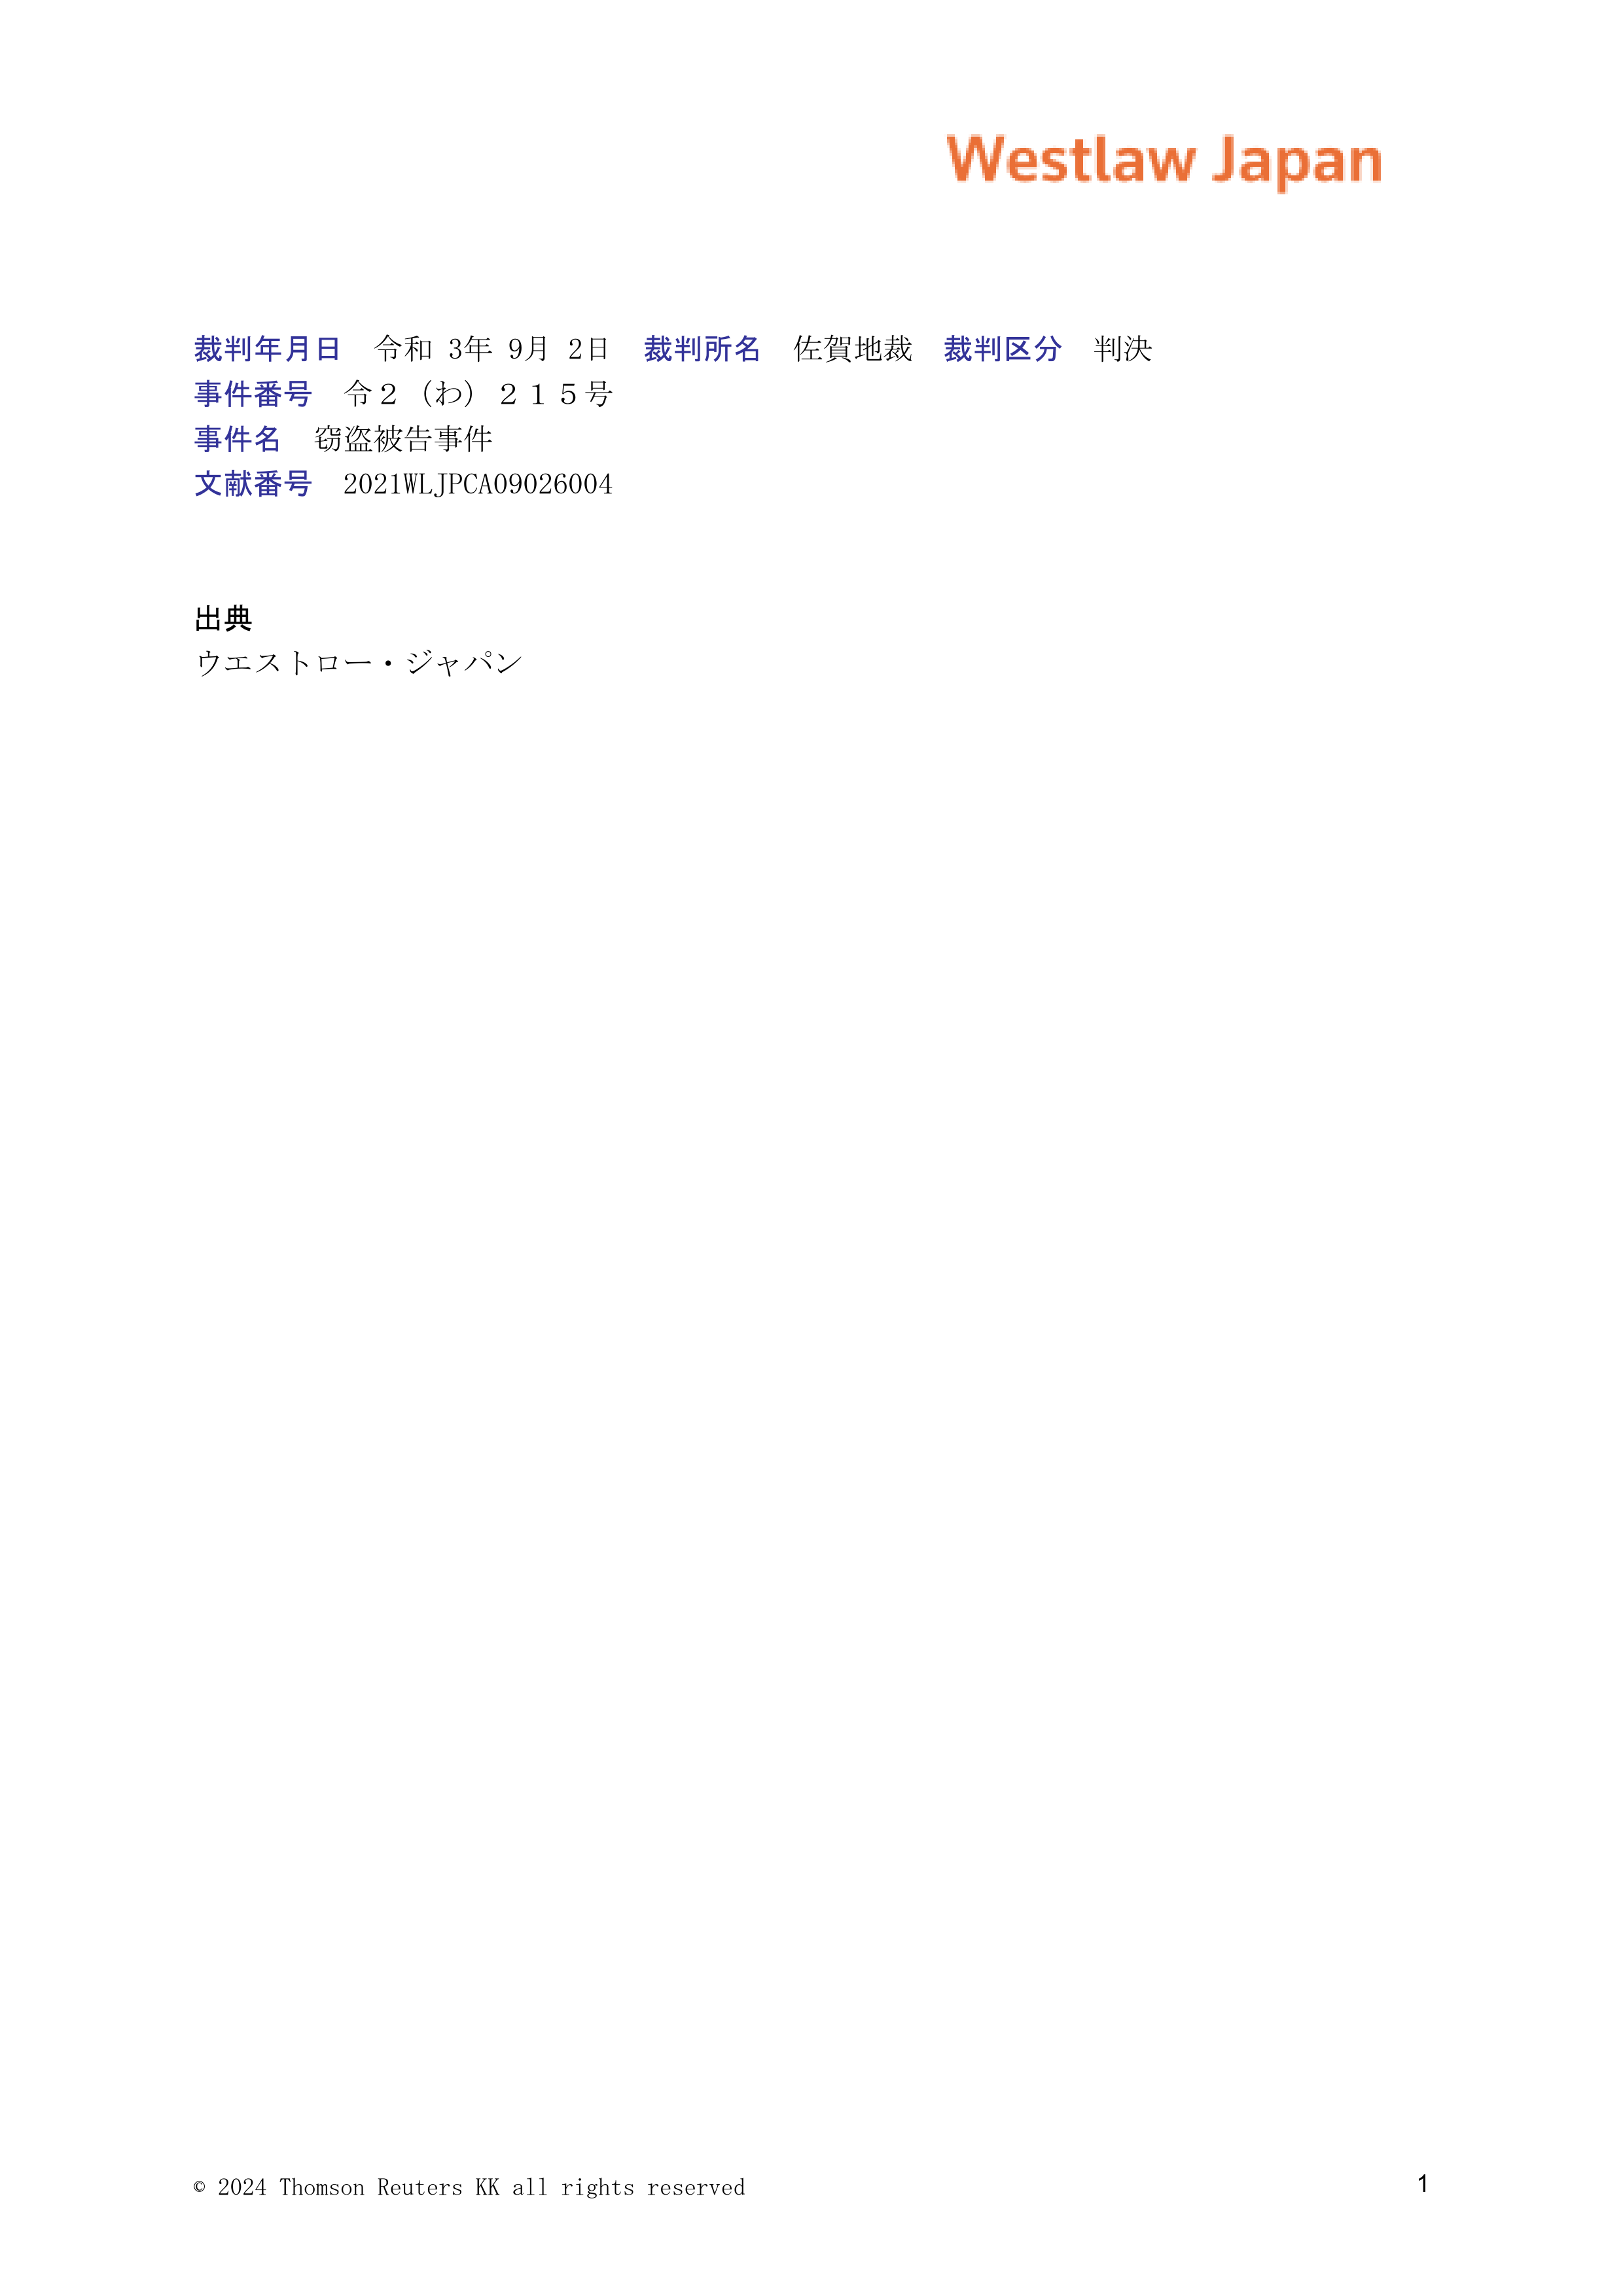 Westlaw Japan
裁判年月日　令和 3年 9月 2日　裁判所名　佐賀地裁　裁判区分　判決
事件番号　令２（わ）２１５号
事件名　窃盗被告事件
文献番号　2021WLJPCA09026004
出典
ウエストロー・ジャパン
© 2024 Thomson Reuters KK all rights reserved
1